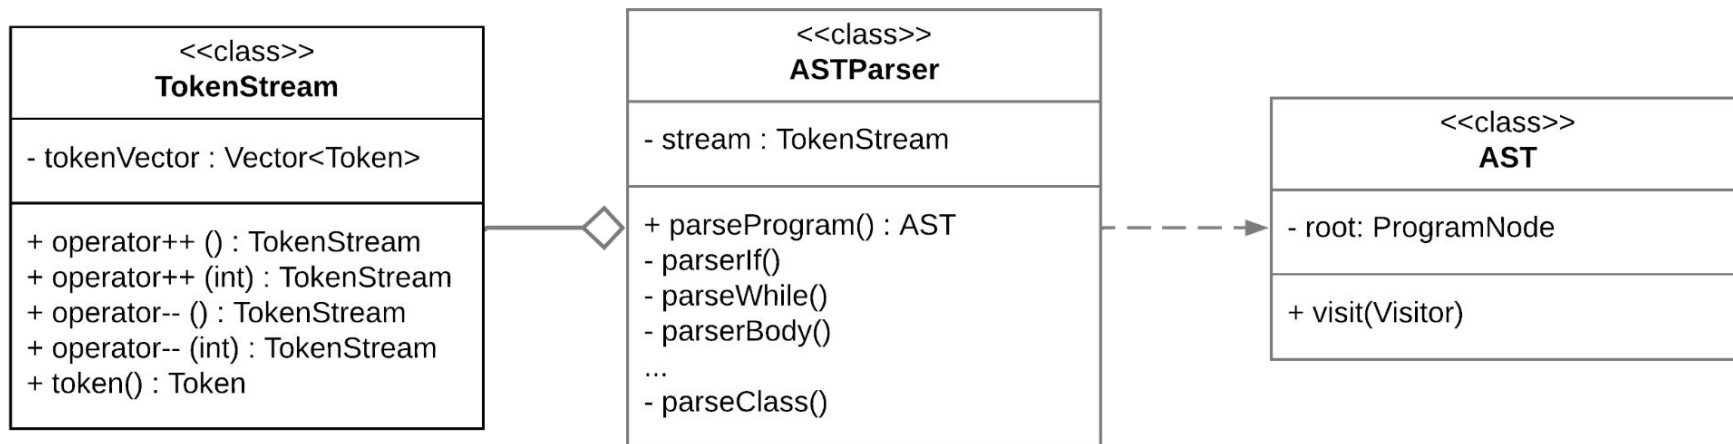 <<class>>
TokenStream
- tokenVector : Vector<Token>
+ operator++ () : TokenStream
+ operator++ (int) : TokenStream
+ operator-- () : TokenStream
+ operator-- (int) : TokenStream
+ token() : Token
<<class>>
ASTParser
- stream : TokenStream
+ parseProgram() : AST
- parserIf()
- parseWhile()
- parserBody()
...
- parseClass()
<<class>>
AST
- root: ProgramNode
+ visit(Visitor)